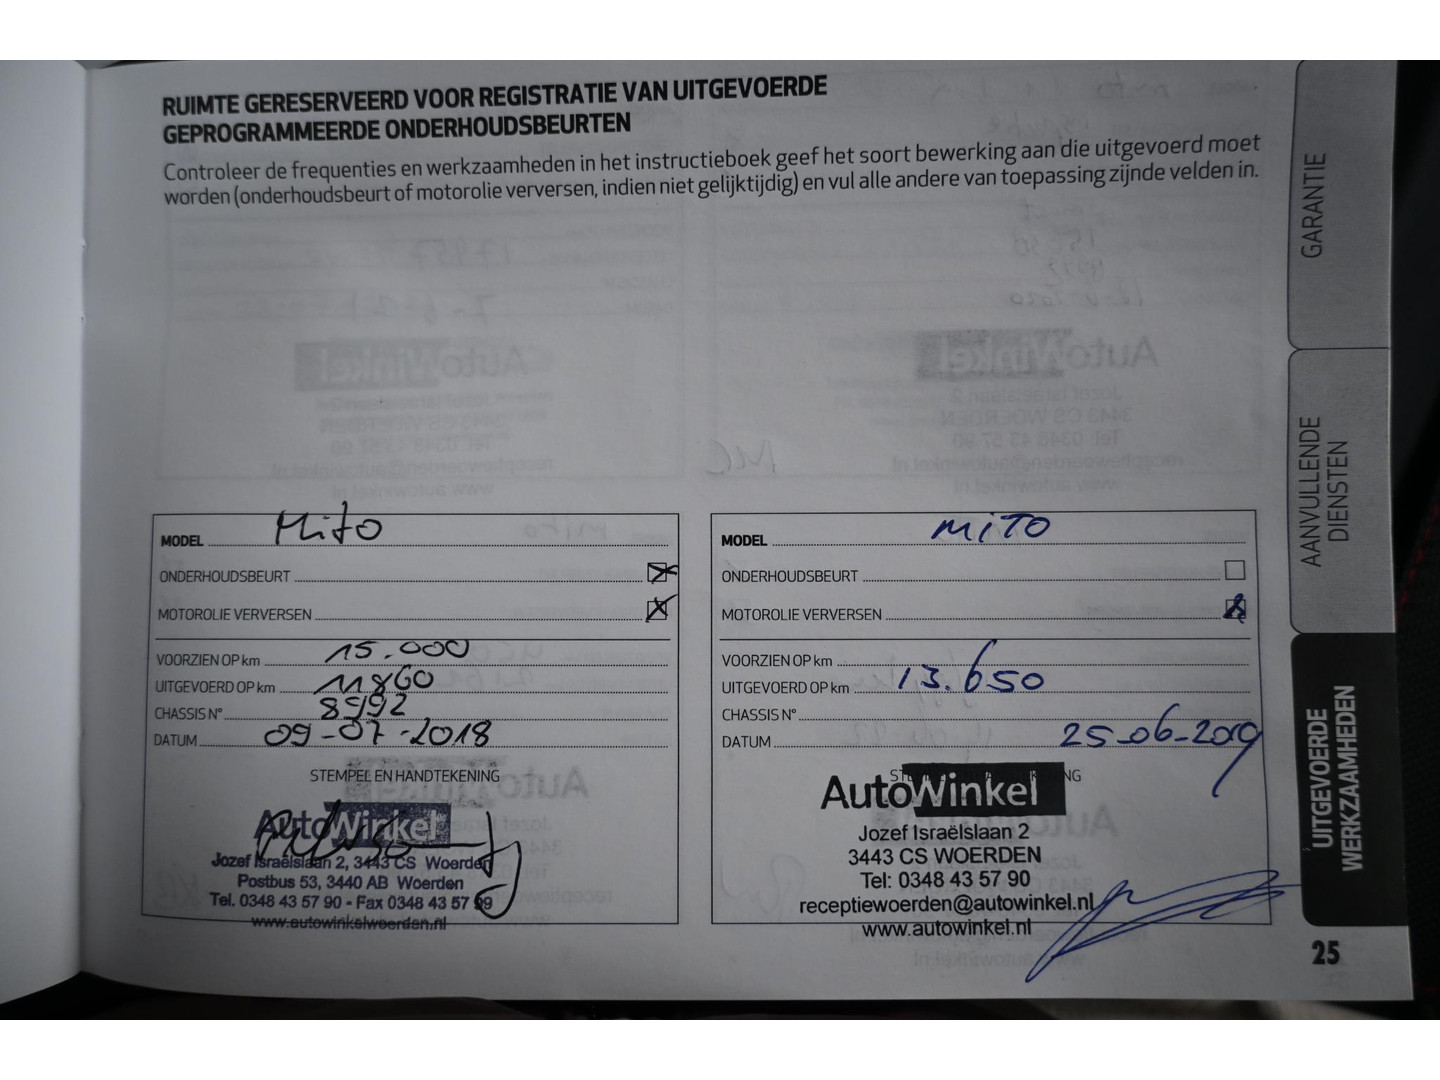 RUIMTE GERESERVEERD VOOR REGISTRATIE VAN UITGEVOERDE
GEPROGRAMMEERDE ONDERHOUDSBEURTEN
Controleer de frequenties en werkzaamheden in het instructieboek geef het soort bewerking aan die uitgevoerd moet
worden (onderhoudsbeurt of motorolie verversen, indien niet gelijktijdig) en vul alle andere van toepassing zijnde velden in.
MODEL Mito
ONDERHOUDSBEURT
MOTOROLIE VERVERSEN
VOORZIEN OP km 15.000
UITGEVOERD OP km 11860
CHASSIS N° 8992
DATUM 09-07-2018
STEMPEL EN HANDTEKENING
AutoWinkel
Jozef Israëlslaan 2, 3443 CS Woerden
Postbus 53, 3440 AB Woerden
Tel. 0348 43 57 90 - Fax 0348 43 57 99
www.autowinkelwoerden.nl
MODEL MITO
ONDERHOUDSBEURT
MOTOROLIE VERVERSEN
VOORZIEN OP km
UITGEVOERD OP km 13.650
CHASSIS N°
DATUM 25-06-2019
AutoWinkel
Jozef Israëlslaan 2
3443 CS WOERDEN
Tel: 0348 43 57 90
receptiewoerden@autowinkel.nl
www.autowinkel.nl
GARANTIE
AANVULLENDE
DIENSTEN
UITGEVOERDE
WERKZAAMHEDEN
25